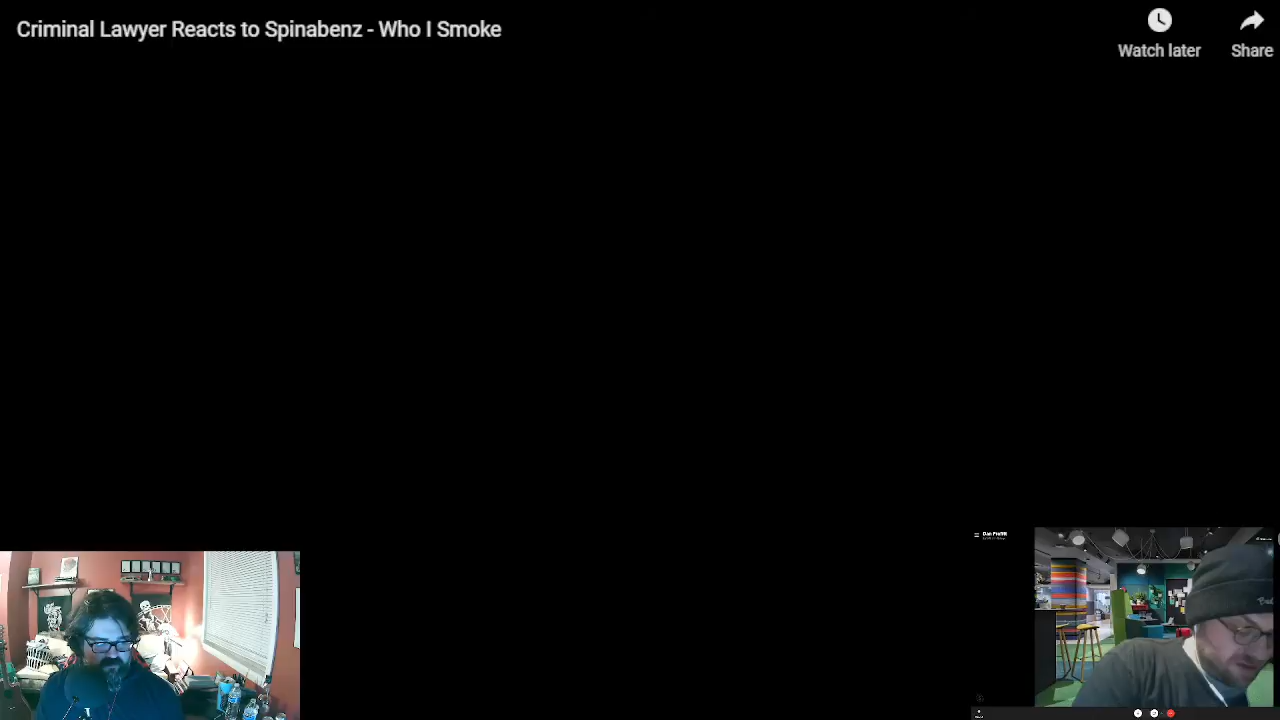 Criminal Lawyer Reacts to Spinabenz - Who I Smoke
Watch later
Share